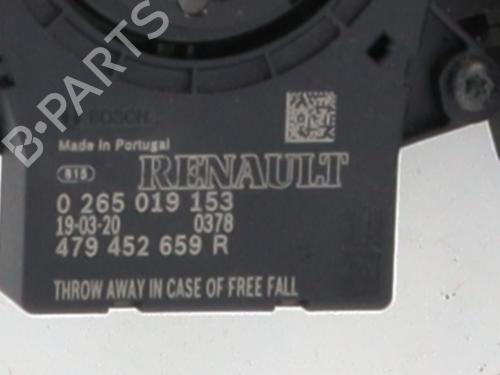 B-PARTS
BOSCH
Made in Portugal
815
RENAULT
0 265 019 153
19-03-20 0378
479 452 659 R
THROW AWAY IN CASE OF FREE FALL